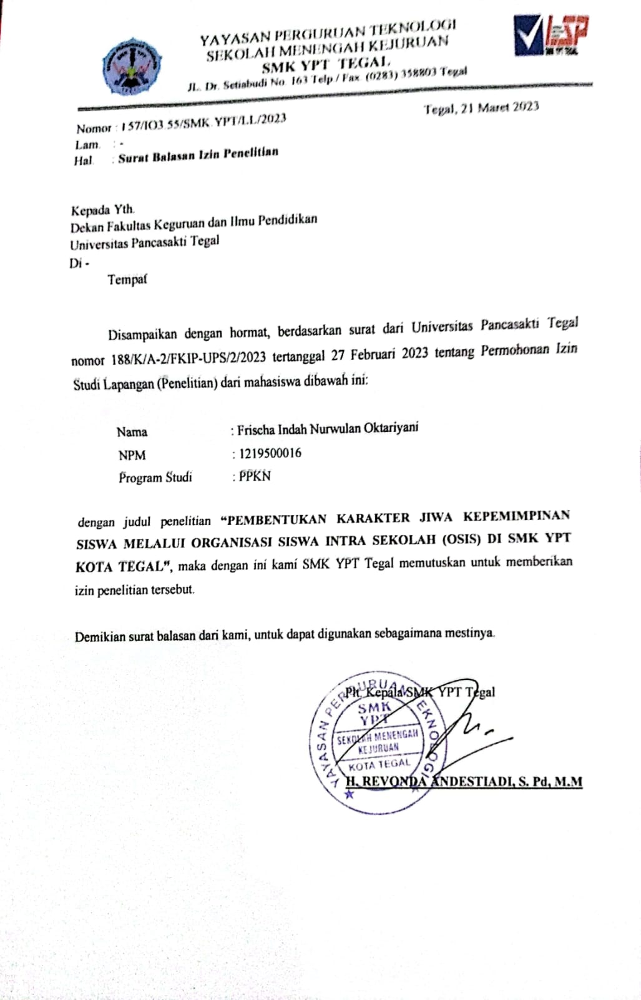 YAYASAN PERGURUAN TEKNOLOGI
SEKOLAH MENENGAH KEJURUAN
SMK YPT TEGAL
JL. Dr. Setiabudi No. 163 Telp / Fax. (0283) 358803 Tegal
LSP
Tegal, 21 Maret 2023
Nomor : 157/IO3.55/SMK.YPT/LL/2023
Lam. : -
Hal : Surat Balasan Izin Penelitian
Kepada Yth.
Dekan Fakultas Keguruan dan Ilmu Pendidikan
Universitas Pancasakti Tegal
Di -
Tempat
Disampaikan dengan hormat, berdasarkan surat dari Universitas Pancasakti Tegal
nomor 188/K/A-2/FKIP-UPS/2/2023 tertanggal 27 Februari 2023 tentang Permohonan Izin
Studi Lapangan (Penelitian) dari mahasiswa dibawah ini:
Nama : Frischa Indah Nurwulan Oktariyani
NPM : 1219500016
Program Studi : PPKN
dengan judul penelitian “PEMBENTUKAN KARAKTER JIWA KEPEMIMPINAN
SISWA MELALUI ORGANISASI SISWA INTRA SEKOLAH (OSIS) DI SMK YPT
KOTA TEGAL”, maka dengan ini kami SMK YPT Tegal memutuskan untuk memberikan
izin penelitian tersebut.
Demikian surat balasan dari kami, untuk dapat digunakan sebagaimana mestinya.
Plt. Kepala SMK YPT Tegal
YAYASAN PERGURUAN TEKNOLOGI
SMK
YPT
SEKOLAH MENENGAH
KEJURUAN
KOTA TEGAL
H. REVONDA ANDESTIADI, S. Pd, M.M